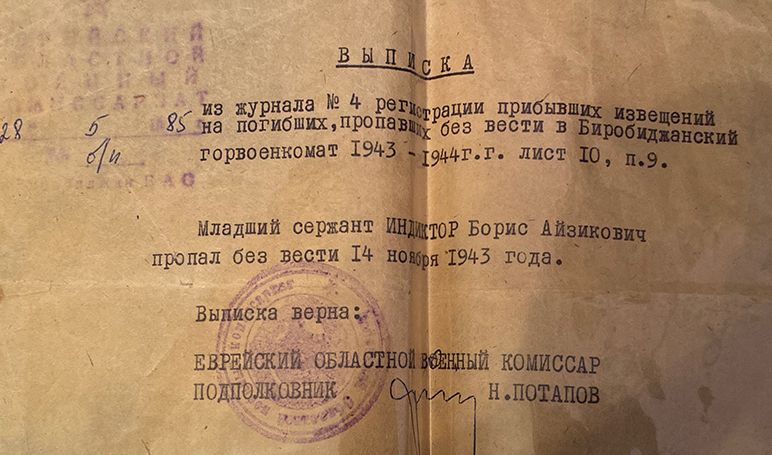 ВЫПИСКА
из журнала № 4 регистрации прибывших извещений
на погибших,пропавших без вести в Биробиджанский
горвоенкомат 1943 -1944г.г. лист 10, п.9.
28 5 85
б/н
Младший сержант ИНДИКТОР Борис Айзикович
пропал без вести 14 ноября 1943 года.
Выписка верна:
ЕВРЕЙСКИЙ ОБЛАСТНОЙ ВОЕННЫЙ КОМИССАР
ПОДПОЛКОВНИК Н.ПОТАПОВ